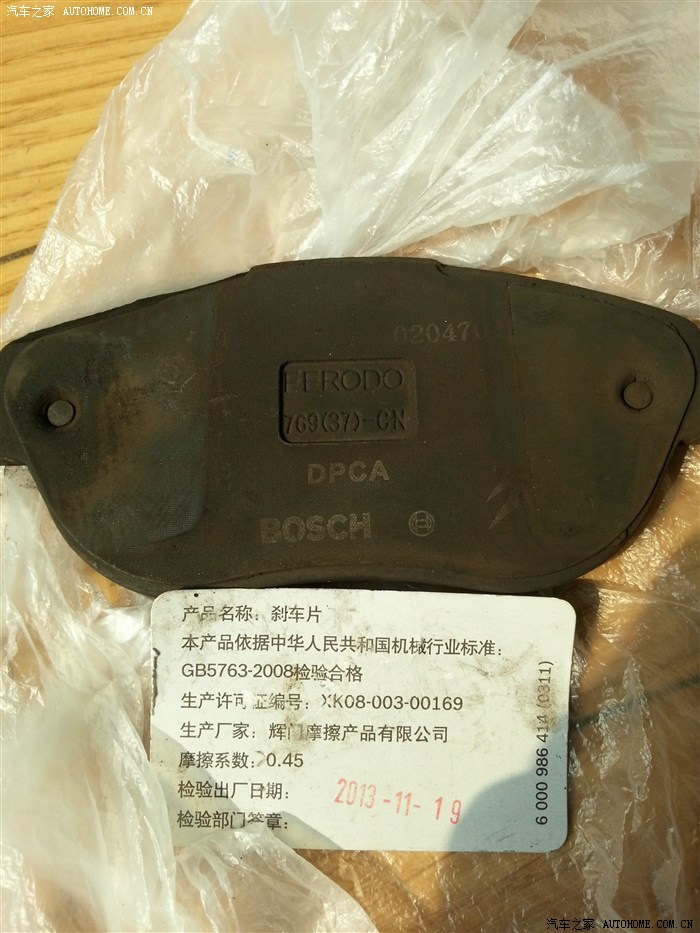 汽车之家 AUTOHOME.COM.CN
FERODO
769(37)-CN
DPCA
BOSCH
产品名称：刹车片
本产品依据中华人民共和国机械行业标准：
GB5763-2008检验合格
生产许可证编号：XK08-003-00169
生产厂家：辉门摩擦产品有限公司
摩擦系数：0.45
检验出厂日期：
2013-11-19
检验部门签章：
6 000 986 414 (0311)
汽车之家 AUTOHOME.COM.CN